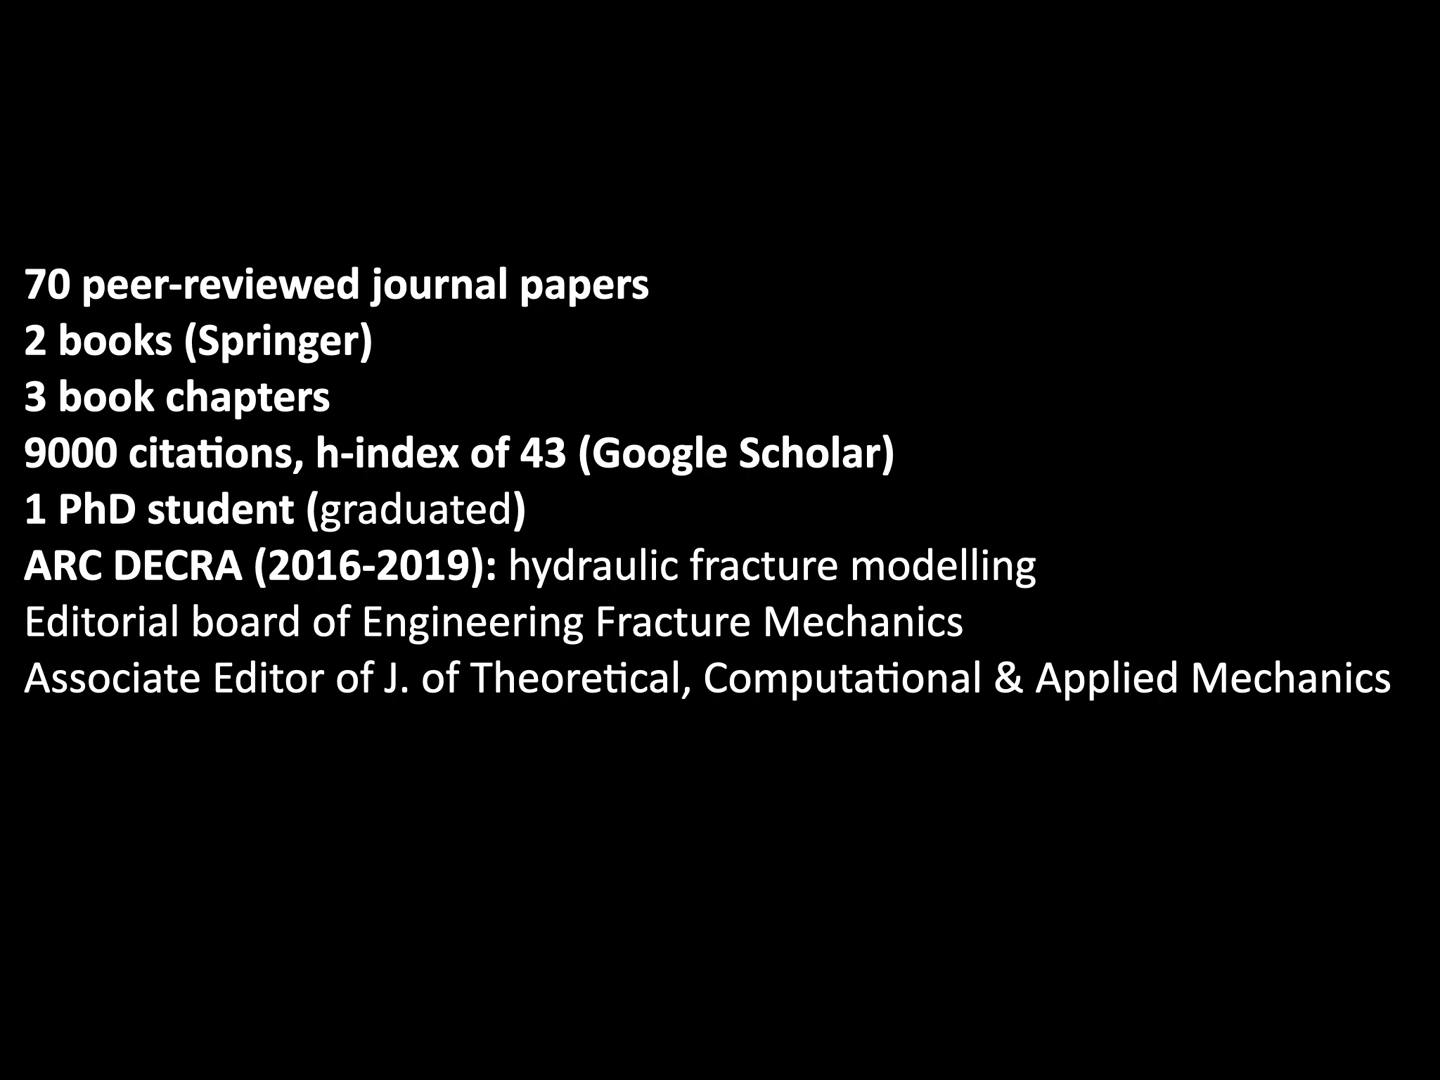 70 peer-reviewed journal papers
2 books (Springer)
3 book chapters
9000 citations, h-index of 43 (Google Scholar)
1 PhD student (graduated)
ARC DECRA (2016-2019): hydraulic fracture modelling
Editorial board of Engineering Fracture Mechanics
Associate Editor of J. of Theoretical, Computational & Applied Mechanics